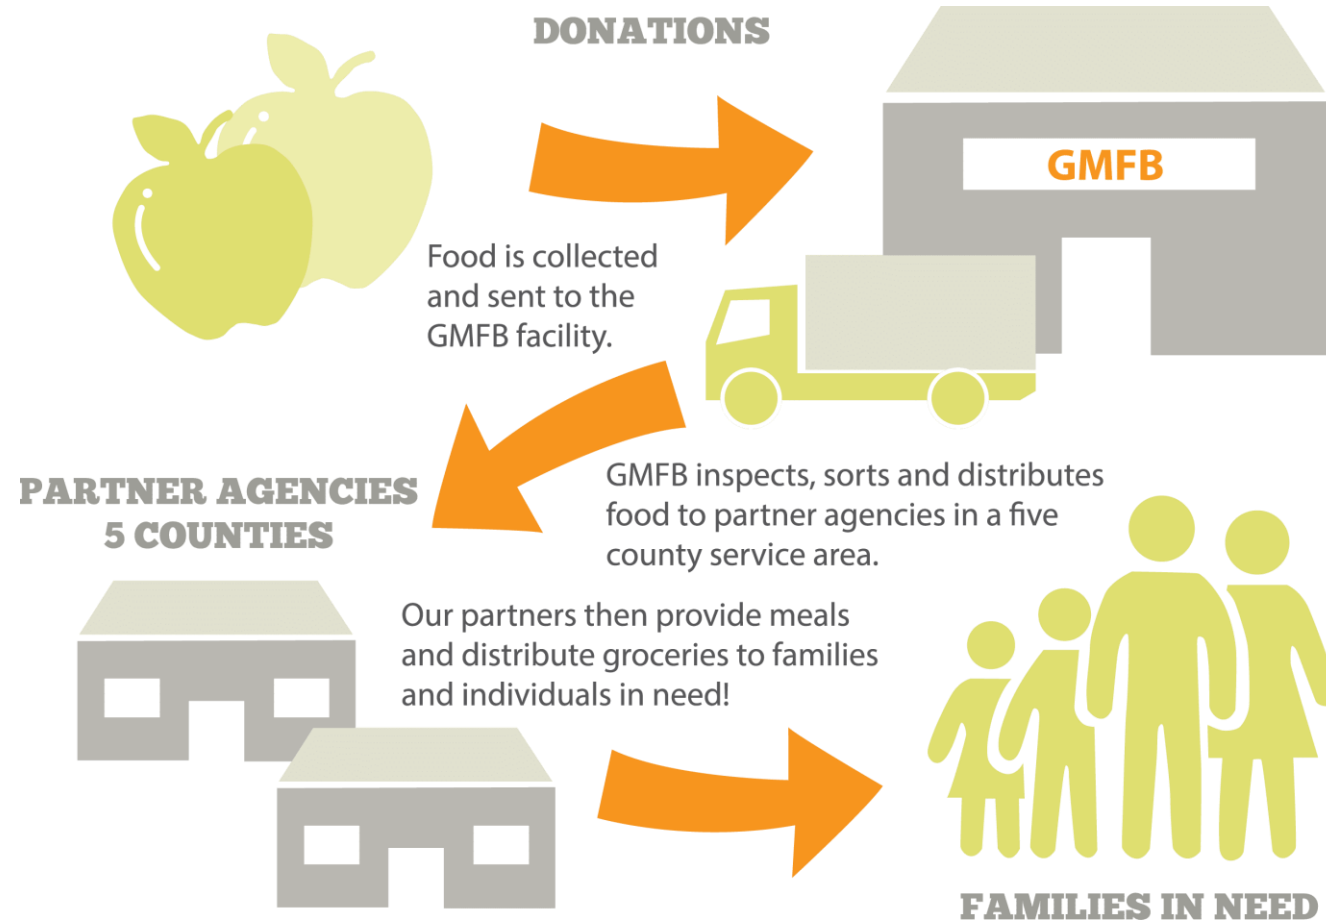 DONATIONS
GMFB
Food is collected
and sent to the
GMFB facility.
GMFB inspects, sorts and distributes
food to partner agencies in a five
county service area.
PARTNER AGENCIES
5 COUNTIES
Our partners then provide meals
and distribute groceries to families
and individuals in need!
FAMILIES IN NEED